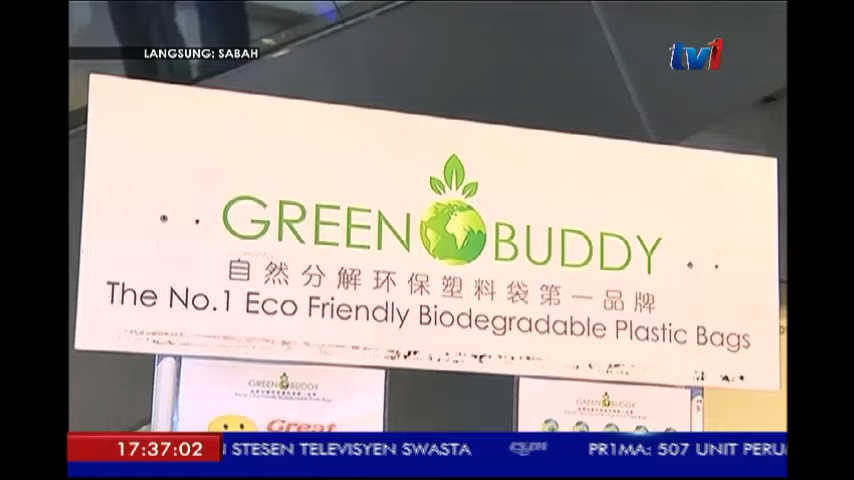 LANGSUNG: SABAH
tv1
GREEN BUDDY
自然分解环保塑料袋第一品牌
The No.1 Eco Friendly Biodegradable Plastic Bags
GREEN BUDDY
GREEN BUDDY
Great
17:37:02
N STESEN TELEVISYEN SWASTA
PR1MA: 507 UNIT PERU